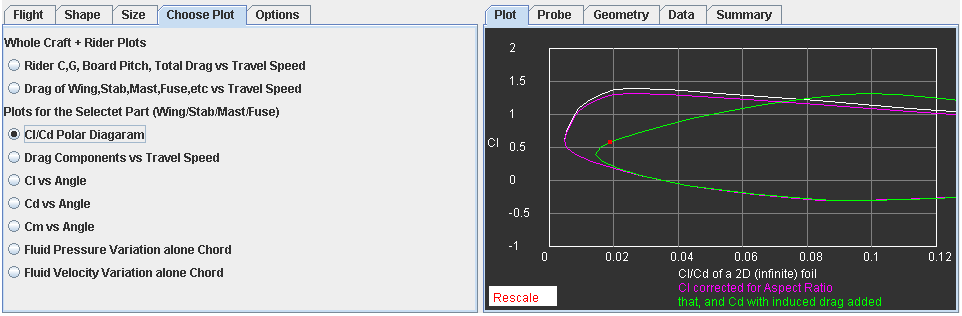 Flight Shape Size Choose Plot Options
Whole Craft + Rider Plots
Rider C,G, Board Pitch, Total Drag vs Travel Speed
Drag of Wing,Stab,Mast,Fuse,etc vs Travel Speed
Plots for the Selectet Part (Wing/Stab/Mast/Fuse)
Cl/Cd Polar Diagaram
Drag Components vs Travel Speed
Cl vs Angle
Cd vs Angle
Cm vs Angle
Fluid Pressure Variation alone Chord
Fluid Velocity Variation alone Chord
Plot Probe Geometry Data Summary
2
1.5
1
Cl
0.5
0
-0.5
-1
0 0.02 0.04 0.06 0.08 0.1 0.12
Cl/Cd of a 2D (infinite) foil
Cl corrected for Aspect Ratio
that, and Cd with induced drag added
Rescale